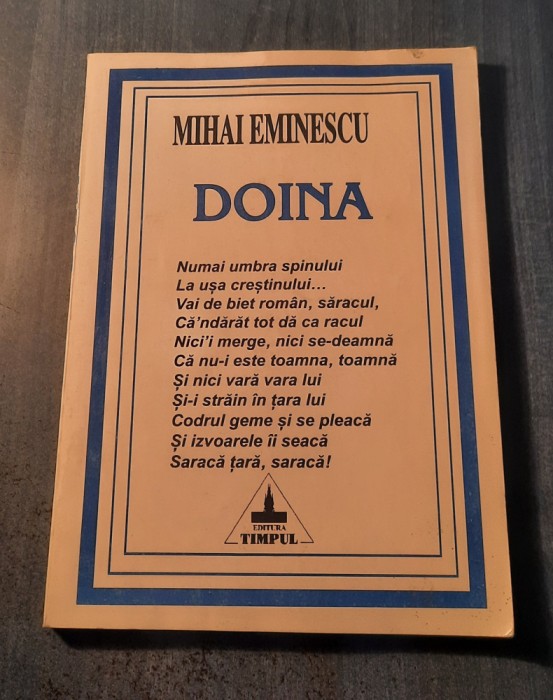 MIHAI EMINESCU
DOINA
Numai umbra spinului
La ușa creștinului...
Vai de biet român, săracul,
Că'ndărăt tot dă ca racul
Nici'i merge, nici se-deamnă
Că nu-i este toamna, toamnă
Și nici vară vara lui
Și-i străin în țara lui
Codrul geme și se pleacă
Și izvoarele îi seacă
Saracă țară, saracă!
EDITURA
TIMPUL